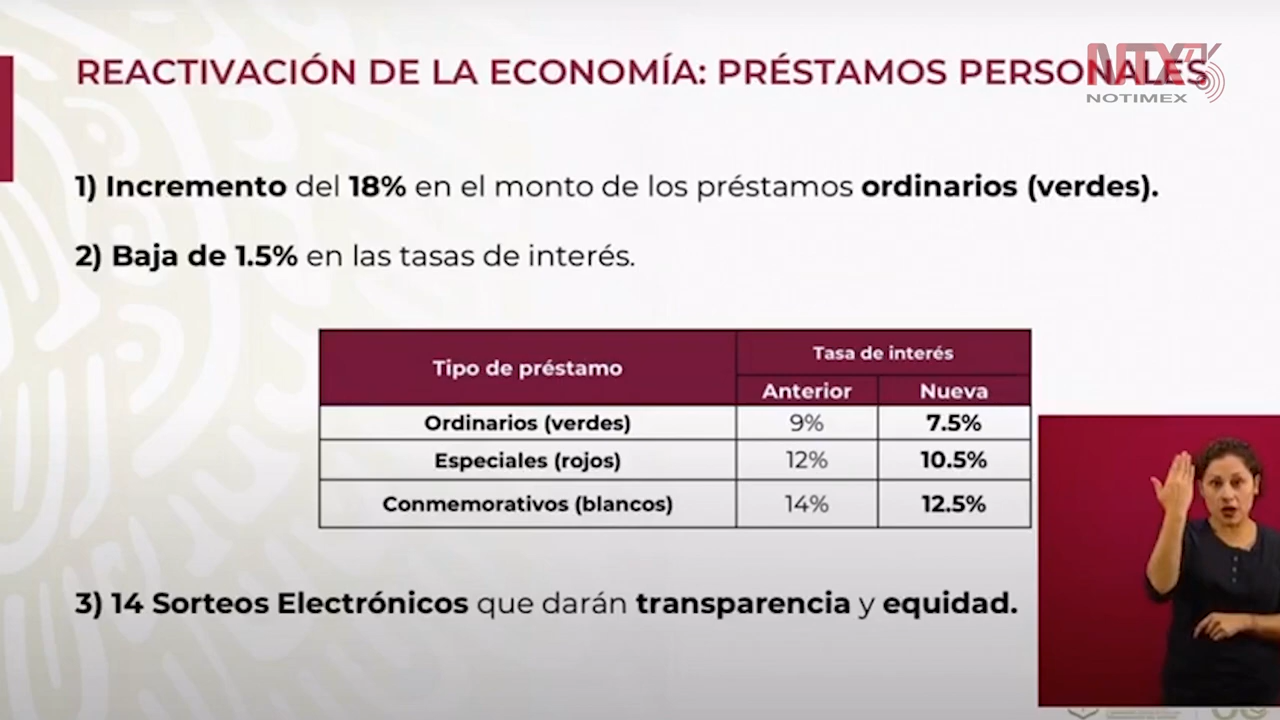 REACTIVACIÓN DE LA ECONOMÍA: PRÉSTAMOS PERSONALES
NTX
NOTIMEX
1) Incremento del 18% en el monto de los préstamos ordinarios (verdes).
2) Baja de 1.5% en las tasas de interés.
Tipo de préstamo
Tasa de interés
Anterior Nueva
Ordinarios (verdes) 9% 7.5%
Especiales (rojos) 12% 10.5%
Conmemorativos (blancos) 14% 12.5%
3) 14 Sorteos Electrónicos que darán transparencia y equidad.